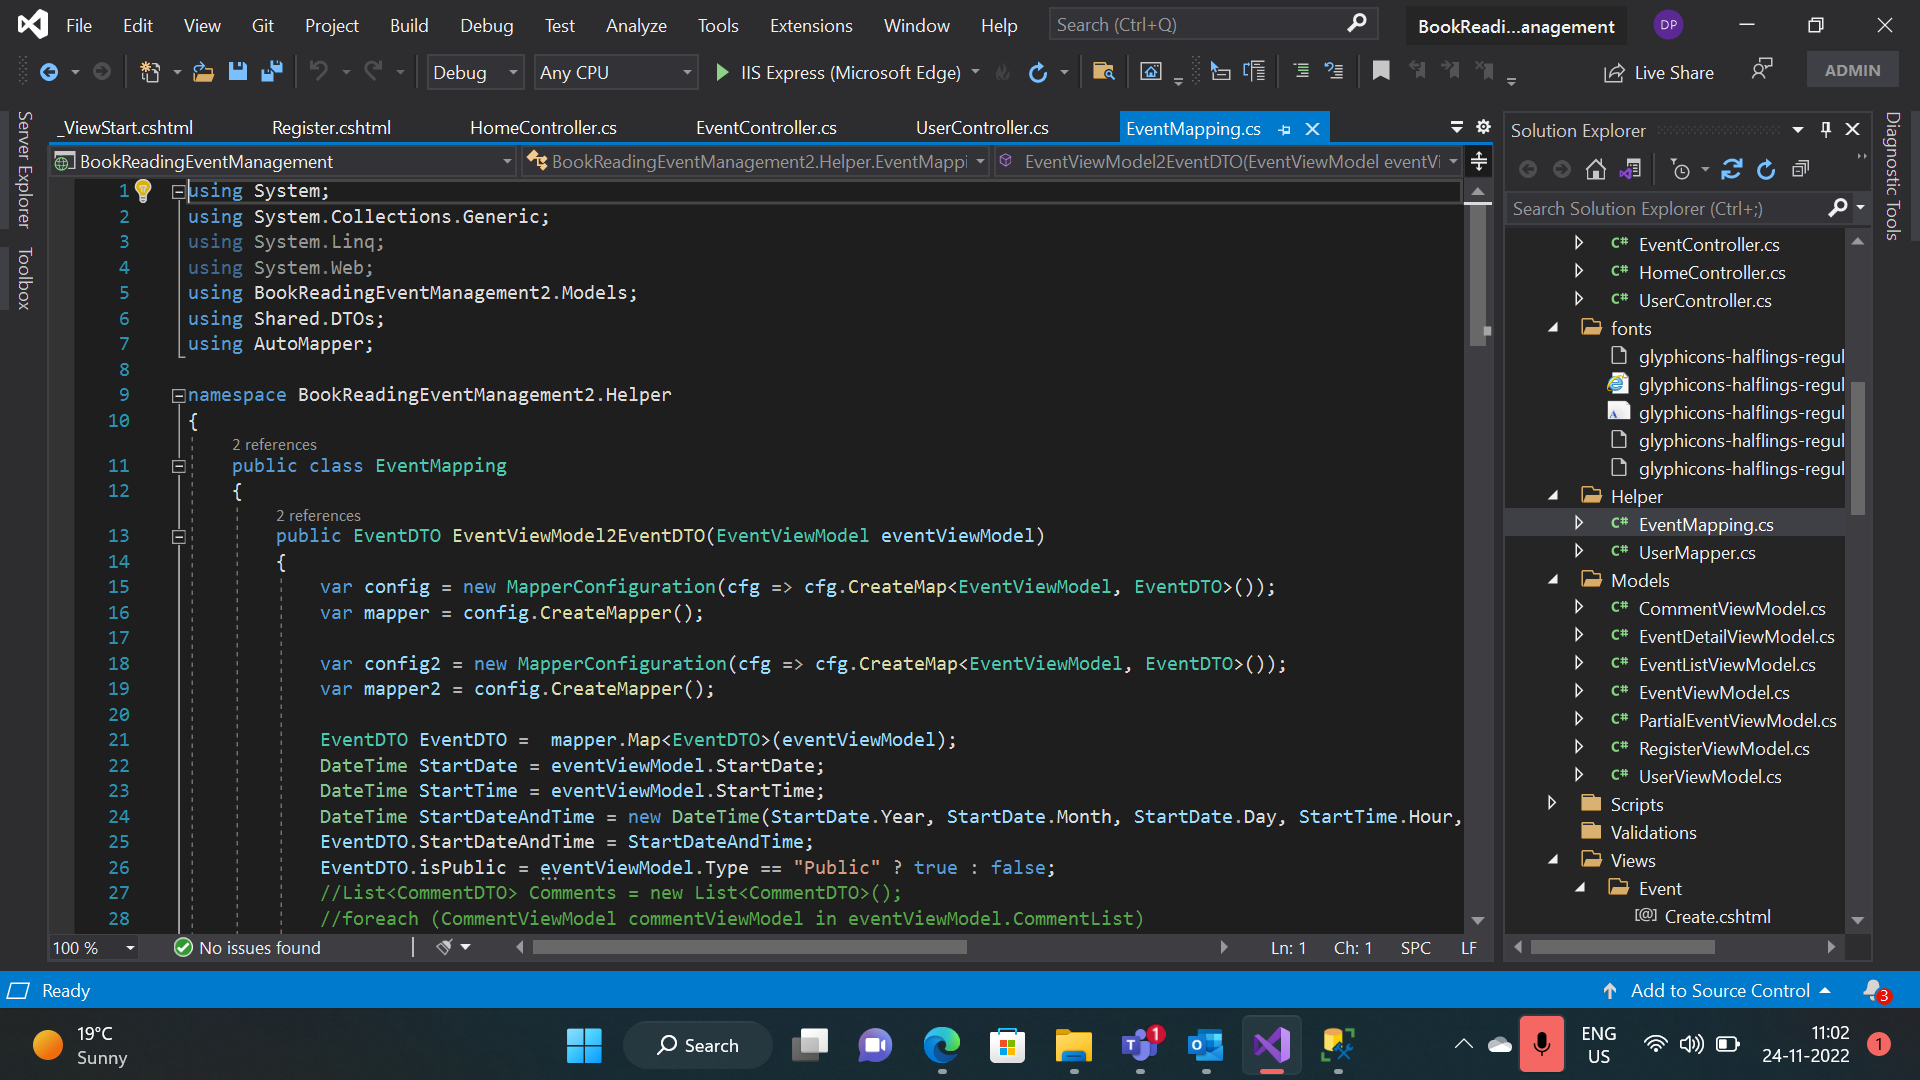 File Edit View Git Project Build Debug Test Analyze Tools Extensions Window Help Search (Ctrl+Q) BookReadi...anagement DP
Debug Any CPU IIS Express (Microsoft Edge) Live Share ADMIN
Server Explorer
Toolbox
_ViewStart.cshtml Register.cshtml HomeController.cs EventController.cs UserController.cs EventMapping.cs
BookReadingEventManagement BookReadingEventManagement2.Helper.EventMappi EventViewModel2EventDTO(EventViewModel eventVi
1 using System;
2 using System.Collections.Generic;
3 using System.Linq;
4 using System.Web;
5 using BookReadingEventManagement2.Models;
6 using Shared.DTOs;
7 using AutoMapper;
8
9 namespace BookReadingEventManagement2.Helper
10 {
2 references
11 public class EventMapping
12 {
2 references
13 public EventDTO EventViewModel2EventDTO(EventViewModel eventViewModel)
14 {
15 var config = new MapperConfiguration(cfg => cfg.CreateMap<EventViewModel, EventDTO>());
16 var mapper = config.CreateMapper();
17
18 var config2 = new MapperConfiguration(cfg => cfg.CreateMap<EventViewModel, EventDTO>());
19 var mapper2 = config.CreateMapper();
20
21 EventDTO EventDTO =  mapper.Map<EventDTO>(eventViewModel);
22 DateTime StartDate = eventViewModel.StartDate;
23 DateTime StartTime = eventViewModel.StartTime;
24 DateTime StartDateAndTime = new DateTime(StartDate.Year, StartDate.Month, StartDate.Day, StartTime.Hour,
25 EventDTO.StartDateAndTime = StartDateAndTime;
26 EventDTO.isPublic = eventViewModel.Type == "Public" ? true : false;
27 //List<CommentDTO> Comments = new List<CommentDTO>();
28 //foreach (CommentViewModel commentViewModel in eventViewModel.CommentList)
100 % No issues found Ln: 1 Ch: 1 SPC LF
Solution Explorer
Search Solution Explorer (Ctrl+;)
C# EventController.cs
C# HomeController.cs
C# UserController.cs
fonts
glyphicons-halflings-regul
glyphicons-halflings-regul
glyphicons-halflings-regul
glyphicons-halflings-regul
glyphicons-halflings-regul
Helper
C# EventMapping.cs
C# UserMapper.cs
Models
C# CommentViewModel.cs
C# EventDetailViewModel.cs
C# EventListViewModel.cs
C# EventViewModel.cs
C# PartialEventViewModel.cs
C# RegisterViewModel.cs
C# UserViewModel.cs
Scripts
Validations
Views
Event
[@] Create.cshtml
Diagnostic Tools
Ready Add to Source Control 3
19°C
Sunny
Search
1
ENG
US
11:02
24-11-2022
1